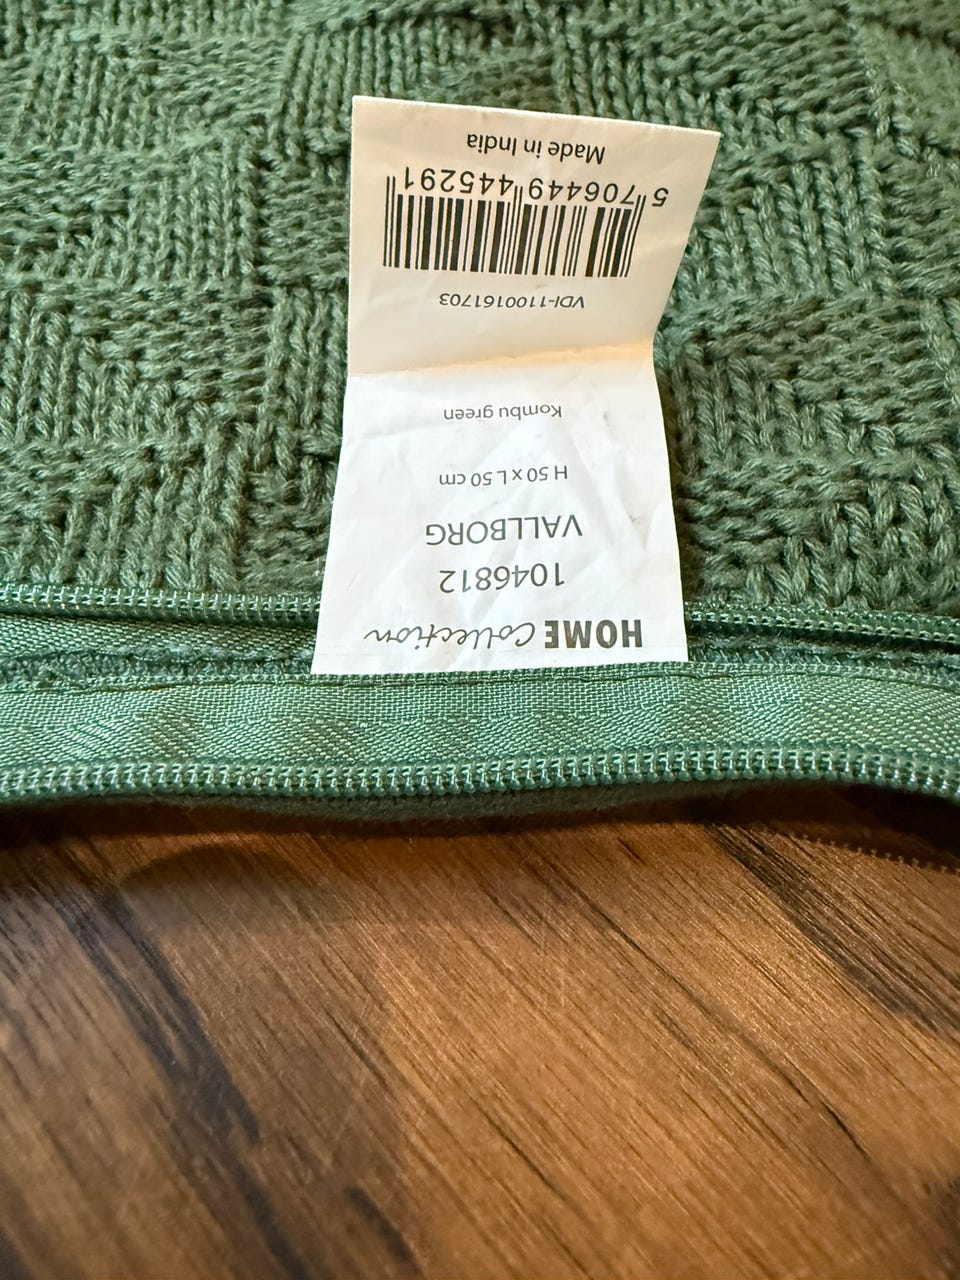 HOME Collection
1046812
VALLBORG
H 50 x L 50 cm
Kombu green
VDI-1100161703
5 706449 445291
Made in India